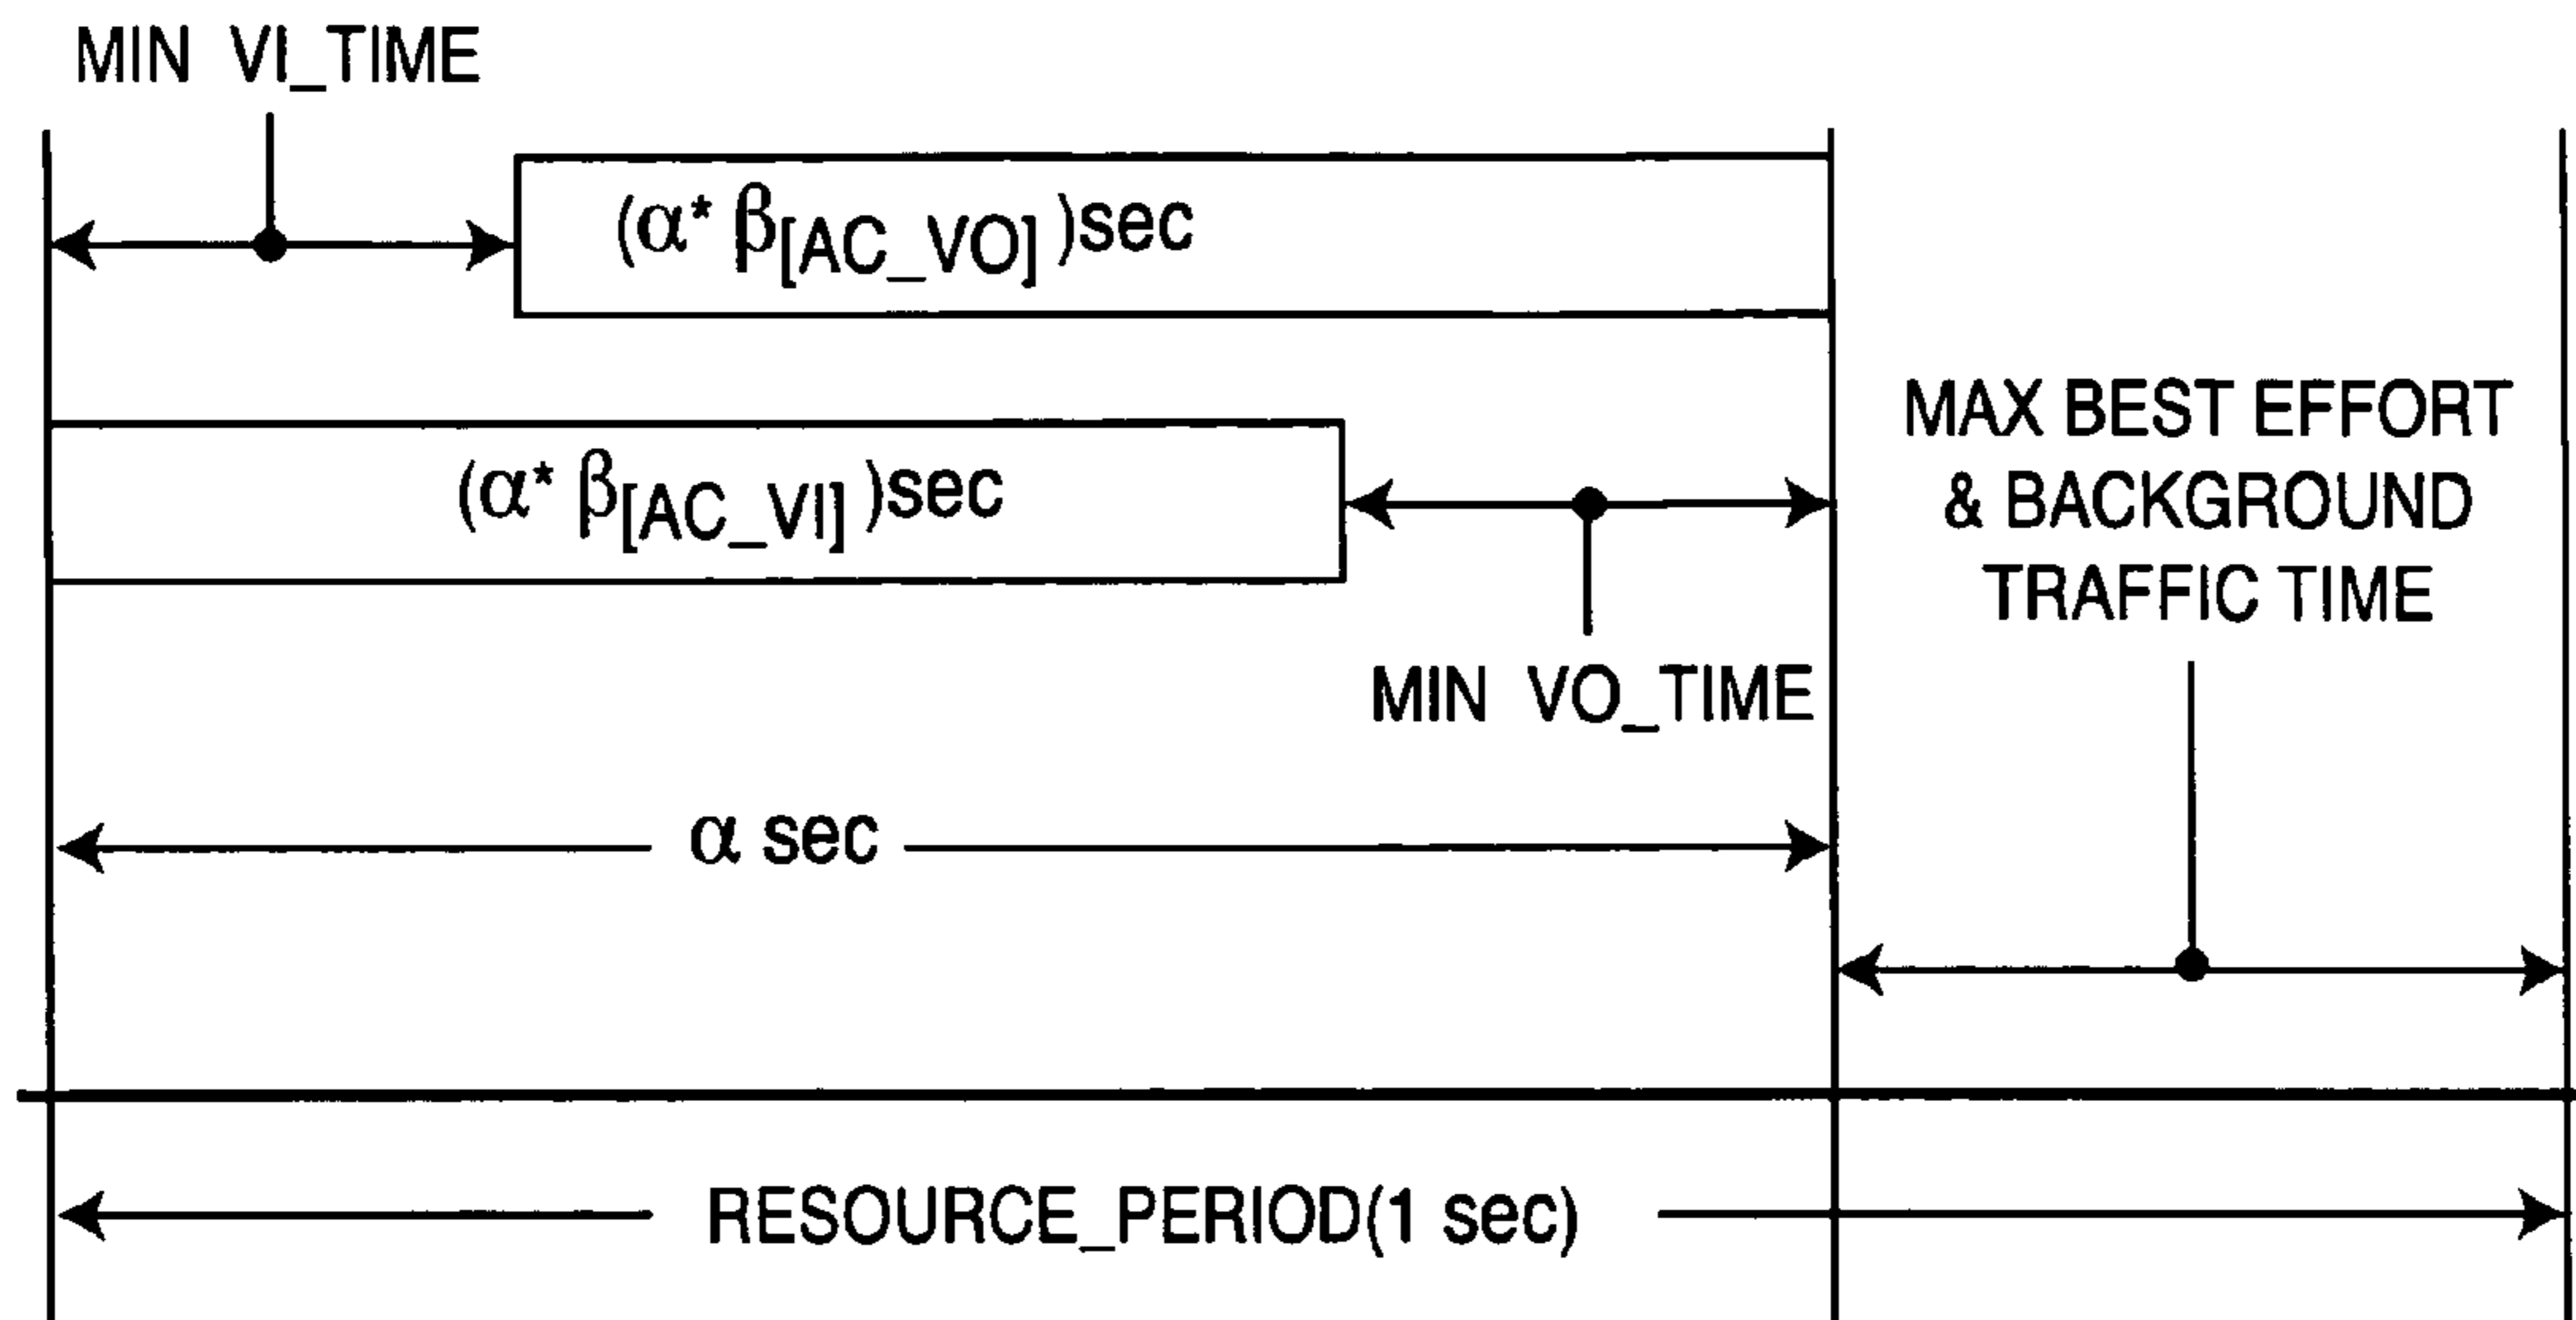 MIN VI_TIME
(α* β[AC_VO] )sec
(α* β[AC_VI] )sec
MIN VO_TIME
MAX BEST EFFORT
& BACKGROUND
TRAFFIC TIME
α sec
RESOURCE_PERIOD(1 sec)